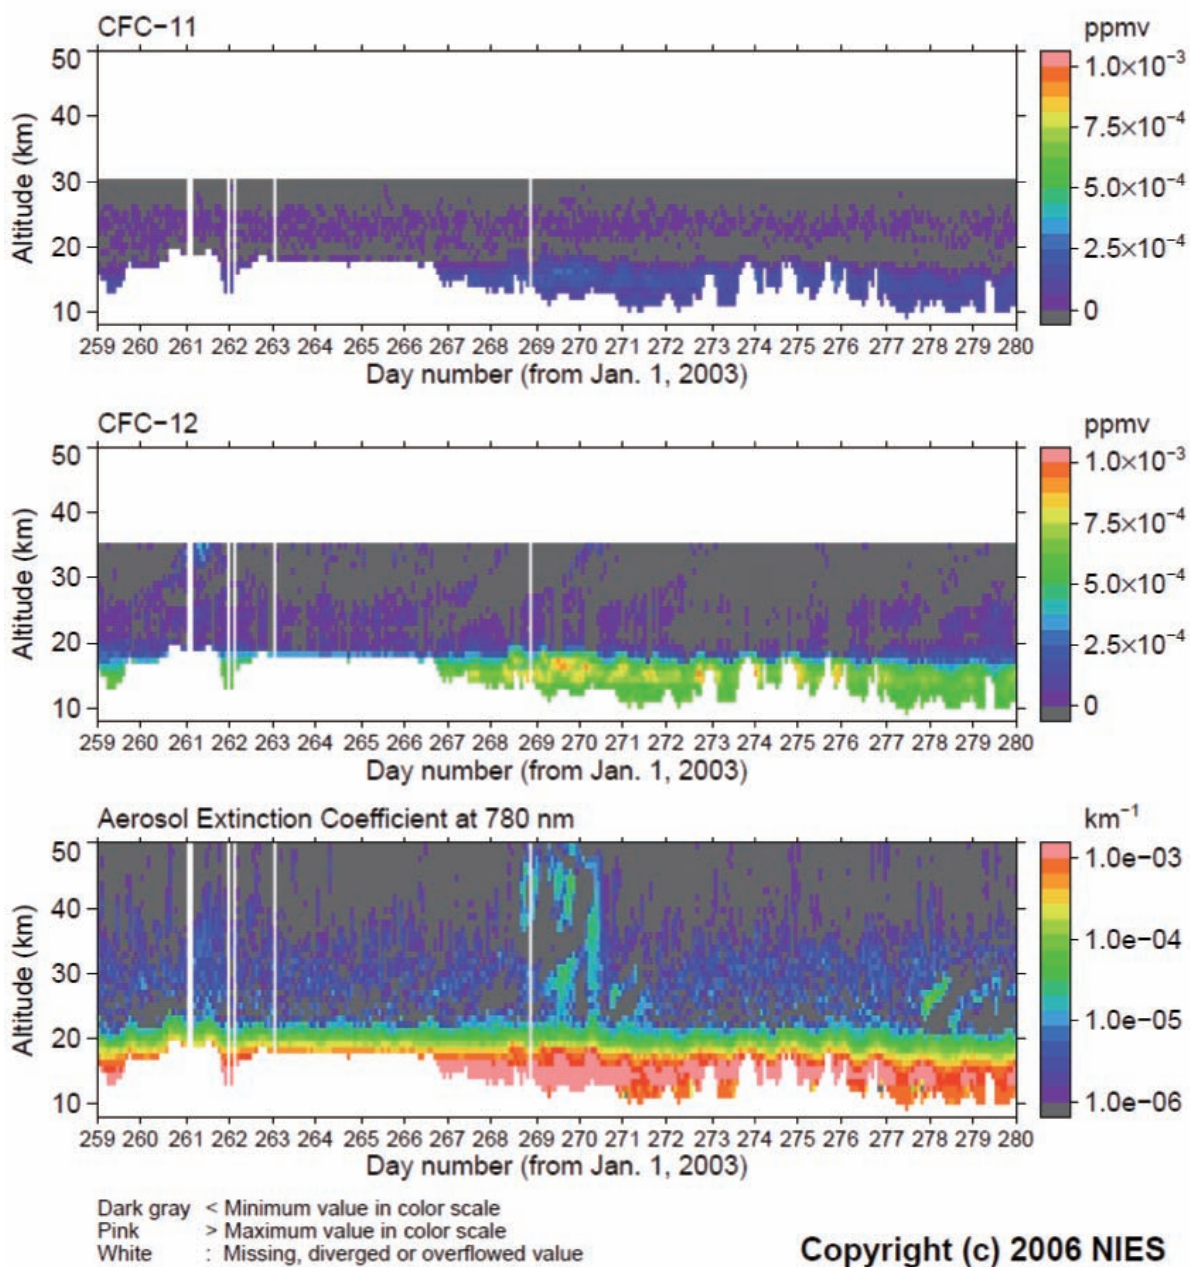 CFC−11
ppmv
50
40
30
20
10
Altitude (km)
1.0×10−3
7.5×10−4
5.0×10−4
2.5×10−4
0
259 260 261 262 263 264 265 266 267 268 269 270 271 272 273 274 275 276 277 278 279 280
Day number (from Jan. 1, 2003)
CFC−12
ppmv
50
40
30
20
10
Altitude (km)
1.0×10−3
7.5×10−4
5.0×10−4
2.5×10−4
0
259 260 261 262 263 264 265 266 267 268 269 270 271 272 273 274 275 276 277 278 279 280
Day number (from Jan. 1, 2003)
Aerosol Extinction Coefficient at 780 nm
km−1
50
40
30
20
10
Altitude (km)
1.0e−03
1.0e−04
1.0e−05
1.0e−06
259 260 261 262 263 264 265 266 267 268 269 270 271 272 273 274 275 276 277 278 279 280
Day number (from Jan. 1, 2003)
Dark gray < Minimum value in color scale
Pink > Maximum value in color scale
White : Missing, diverged or overflowed value
Copyright (c) 2006 NIES